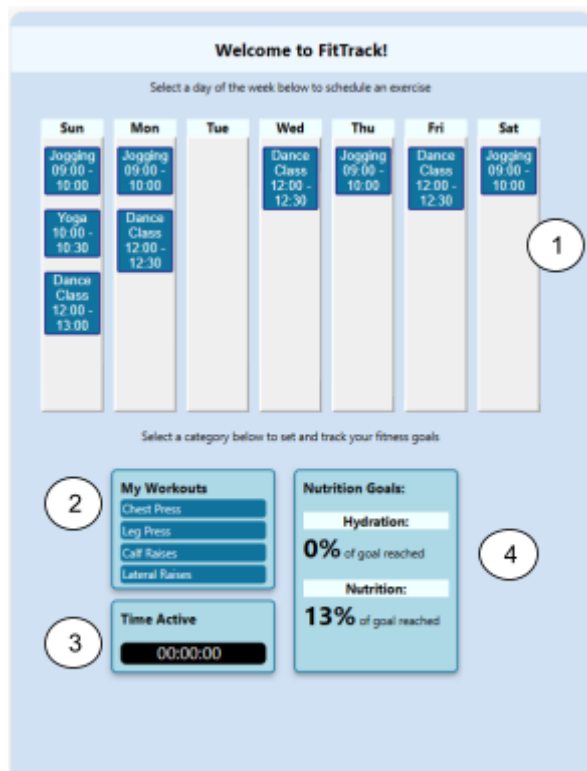 Welcome to FitTrack!
Select a day of the week below to schedule an exercise
Sun Mon Tue Wed Thu Fri Sat
Jogging
09:00 -
10:00
Yoga
10:00 -
10:30
Dance
Class
12:00 -
13:00
Jogging
09:00 -
10:00
Dance
Class
12:00 -
12:30
Dance
Class
12:00 -
12:30
Jogging
09:00 -
10:00
Dance
Class
12:00 -
12:30
Jogging
09:00 -
10:00
1
Select a category below to set and track your fitness goals
2
My Workouts
Chest Press
Leg Press
Calf Raises
Lateral Raises
3
Time Active
00:00:00
Nutrition Goals:
Hydration:
0% of goal reached
Nutrition:
13% of goal reached
4